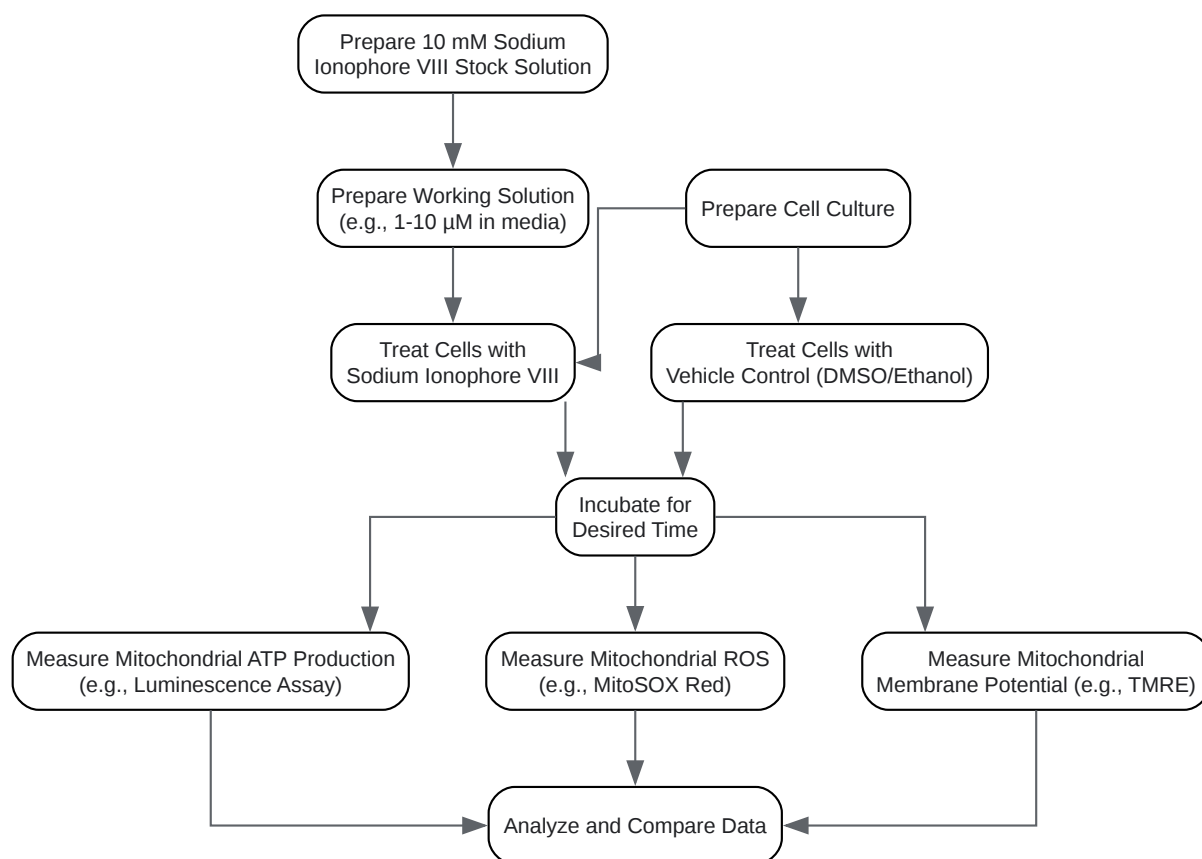 Prepare 10 mM Sodium
Ionophore VIII Stock Solution
Prepare Working Solution
(e.g., 1-10 µM in media)
Prepare Cell Culture
Treat Cells with
Sodium Ionophore VIII
Treat Cells with
Vehicle Control (DMSO/Ethanol)
Incubate for
Desired Time
Measure Mitochondrial ATP Production
(e.g., Luminescence Assay)
Measure Mitochondrial ROS
(e.g., MitoSOX Red)
Measure Mitochondrial
Membrane Potential (e.g., TMRE)
Analyze and Compare Data